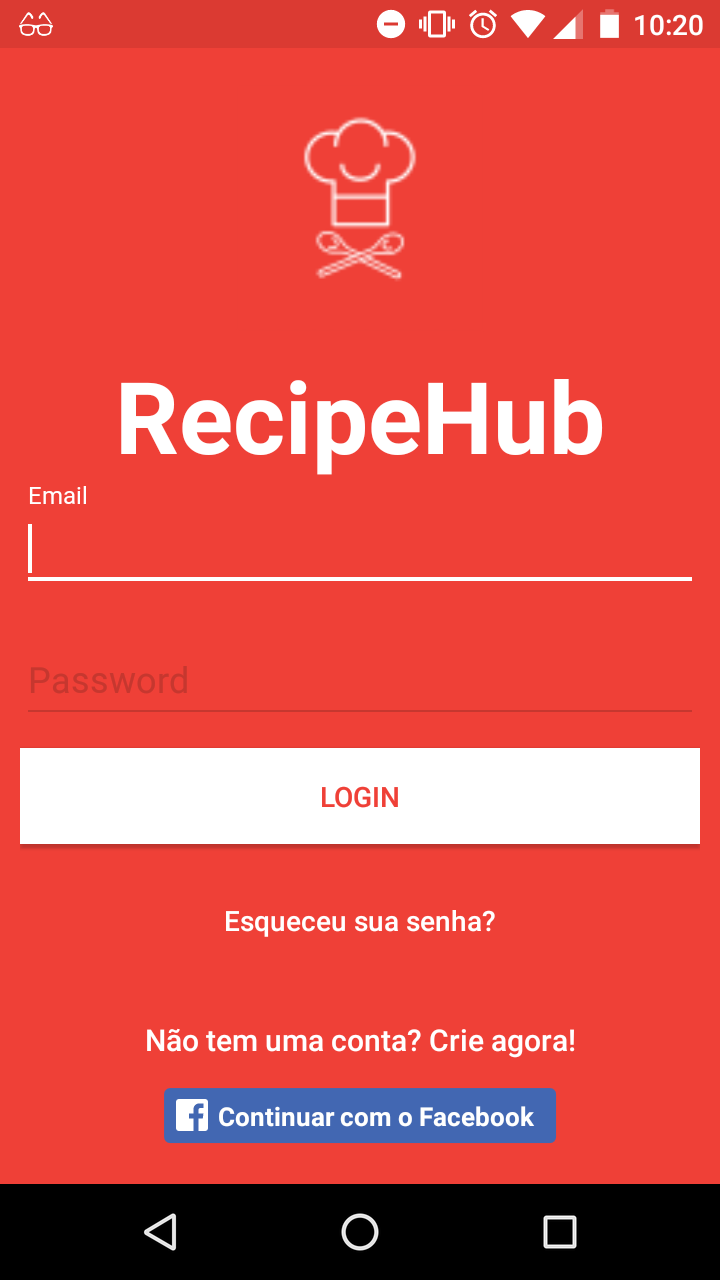 10:20
RecipeHub
Email
Password
LOGIN
Esqueceu sua senha?
Não tem uma conta? Crie agora!
Continuar com o Facebook